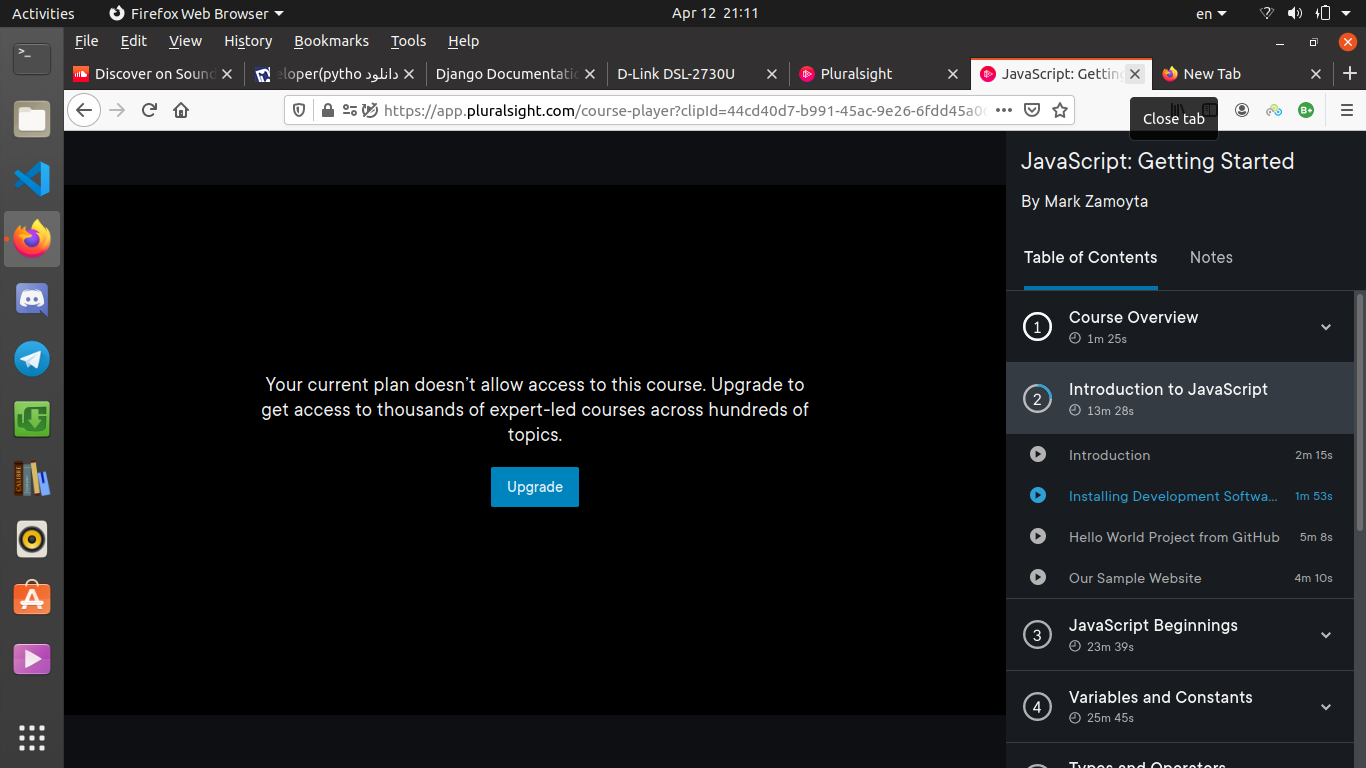 Activities
Firefox Web Browser
Apr 12 21:11
en
File Edit View History Bookmarks Tools Help
Discover on Sound
eloper(pytho دانلود
Django Documentatio
D-Link DSL-2730U
Pluralsight
JavaScript: Getting
New Tab
https://app.pluralsight.com/course-player?clipId=44cd40d7-b991-45ac-9e26-6fdd45a0
B+
Close tab
JavaScript: Getting Started
By Mark Zamoyta
Table of Contents
Notes
1
Course Overview
1m 25s
2
Introduction to JavaScript
13m 28s
Introduction 2m 15s
Installing Development Softwa... 1m 53s
Hello World Project from GitHub 5m 8s
Our Sample Website 4m 10s
3
JavaScript Beginnings
23m 39s
4
Variables and Constants
25m 45s
Types and Operators
Your current plan doesn't allow access to this course. Upgrade to
get access to thousands of expert-led courses across hundreds of
topics.
Upgrade
CALIBRE